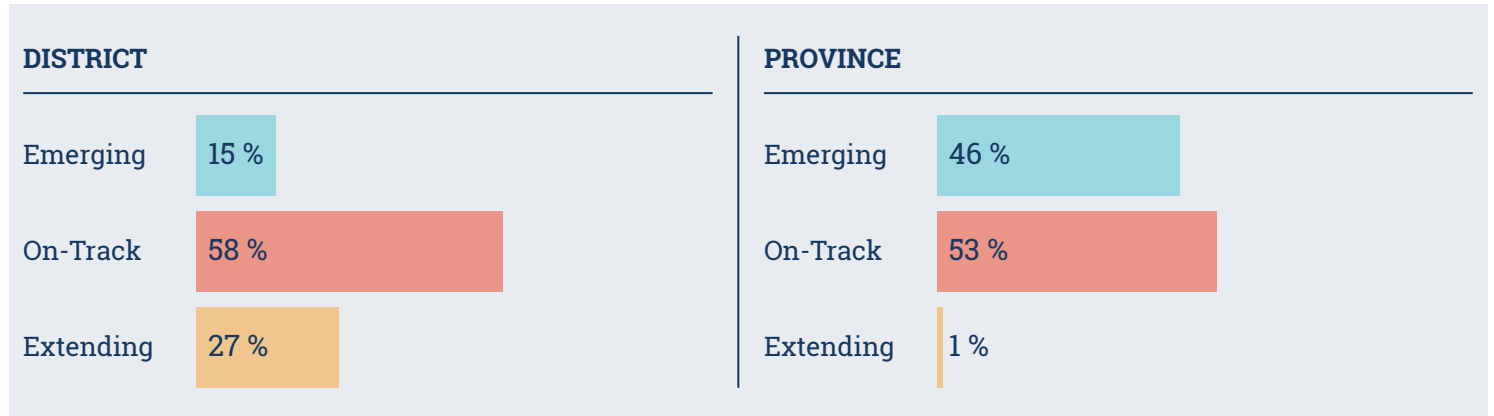 DISTRICT
Emerging 15 %
On-Track 58 %
Extending 27 %
PROVINCE
Emerging 46 %
On-Track 53 %
Extending 1 %